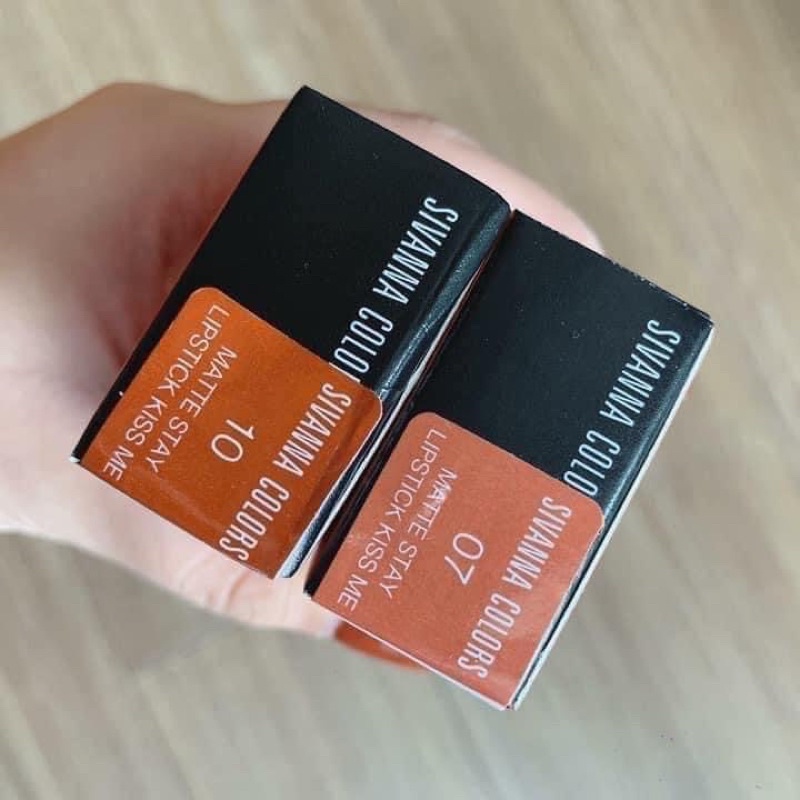 SIVANNA COLO
SIVANNA COLORS
10
MATTE STAY
LIPSTICK KISS ME
SIVANNA COLO
SIVANNA COLORS
07
MATTE STAY
LIPSTICK KISS ME